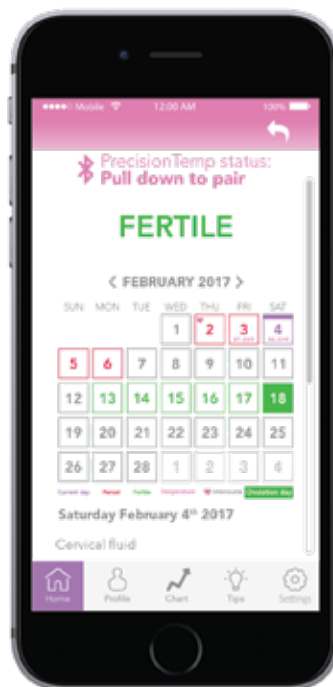 Mobile 12:00 AM 100%
PrecisionTemp status:
Pull down to pair
FERTILE
< FEBRUARY 2017 >
SUN MON TUE WED THU FRI SAT
1 2 3 4
5 6 7 8 9 10 11
12 13 14 15 16 17 18
19 20 21 22 23 24 25
26 27 28 1 2 3 4
Current day Period Fertile Temperature Intercourse Ovulation day
Saturday February 4th 2017
Cervical fluid
Home Profile Chart Tips Settings